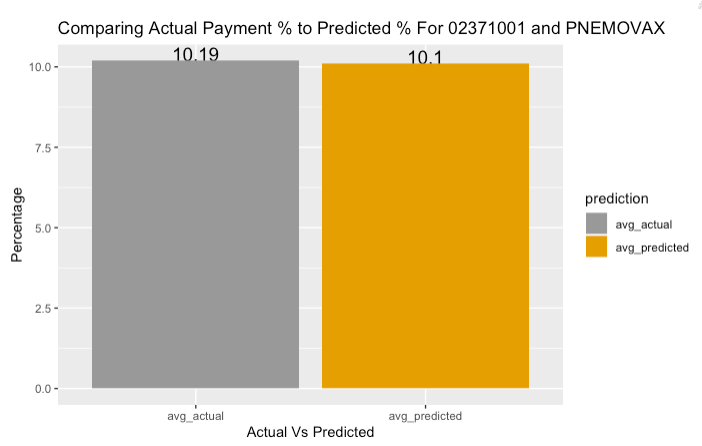 Comparing Actual Payment % to Predicted % For 02371001 and PNEMOVAX
10.19
10.1
10.0
7.5
5.0
2.5
0.0
Percentage
avg_actual
avg_predicted
Actual Vs Predicted
prediction
avg_actual
avg_predicted